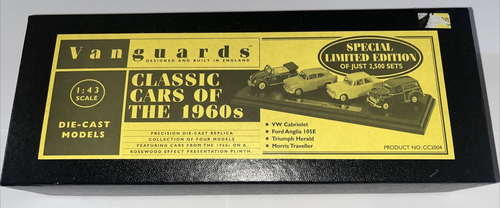 Vanguards™
DESIGNED AND BUILT IN ENGLAND
1:43
SCALE
DIE-CAST
MODELS
CLASSIC
CARS OF
THE 1960s
PRECISION DIE-CAST REPLICA
COLLECTION OF FOUR MODELS
FEATURING CARS FROM THE 1960s ON A
ROSEWOOD EFFECT PRESENTATION PLINTH.
SPECIAL
LIMITED EDITION
OF JUST 2,500 SETS
• VW Cabriolet
• Ford Anglia 105E
• Triumph Herald
• Morris Traveller
PRODUCT NO: CC2004